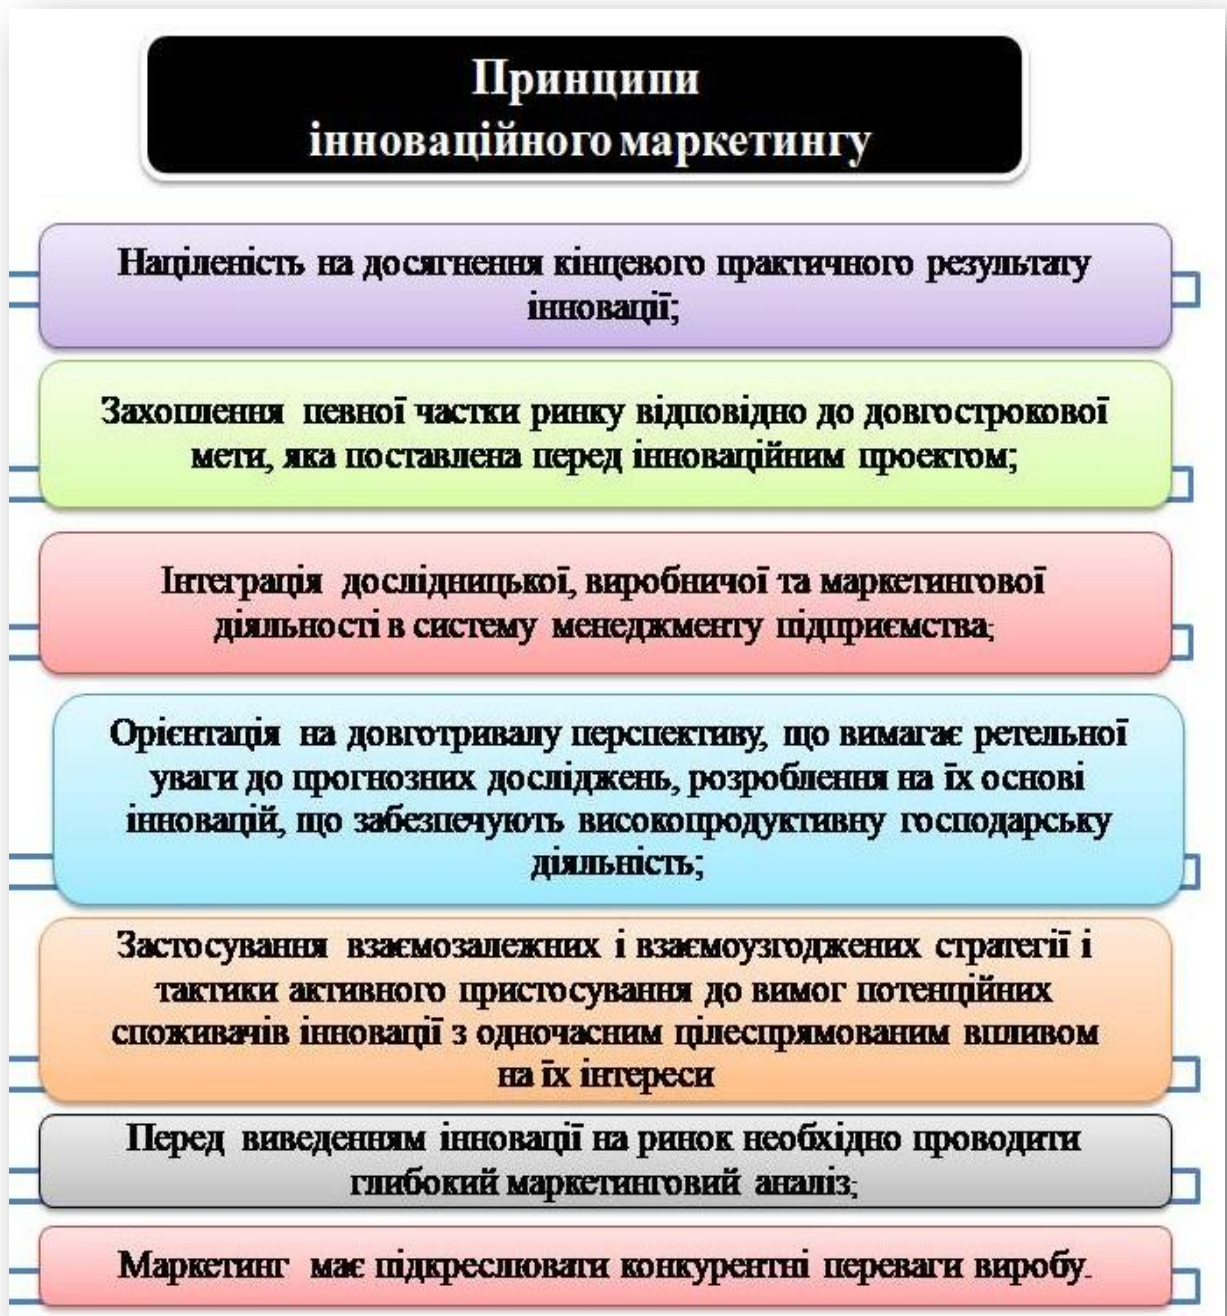 Принципи
інноваційного маркетингу
Націленість на досягнення кінцевого практичного результату
інновації;
Захоплення певної частки ринку відповідно до довгострокової
мети, яка поставлена перед інноваційним проектом;
Інтеграція дослідницької, виробничої та маркетингової
діяльності в систему менеджменту підприємства;
Орієнтація на довготривалу перспективу, що вимагає ретельної
уваги до прогнозних досліджень, розроблення на їх основі
інновацій, що забезпечують високопродуктивну господарську
діяльність;
Застосування взаємозалежних і взаємоузгоджених стратегії і
тактики активного пристосування до вимог потенційних
споживачів інновації з одночасним цілеспрямованим впливом
на їх інтереси
Перед виведенням інновації на ринок необхідно проводити
глибокий маркетинговий аналіз;
Маркетинг має підкреслювати конкурентні переваги виробу.